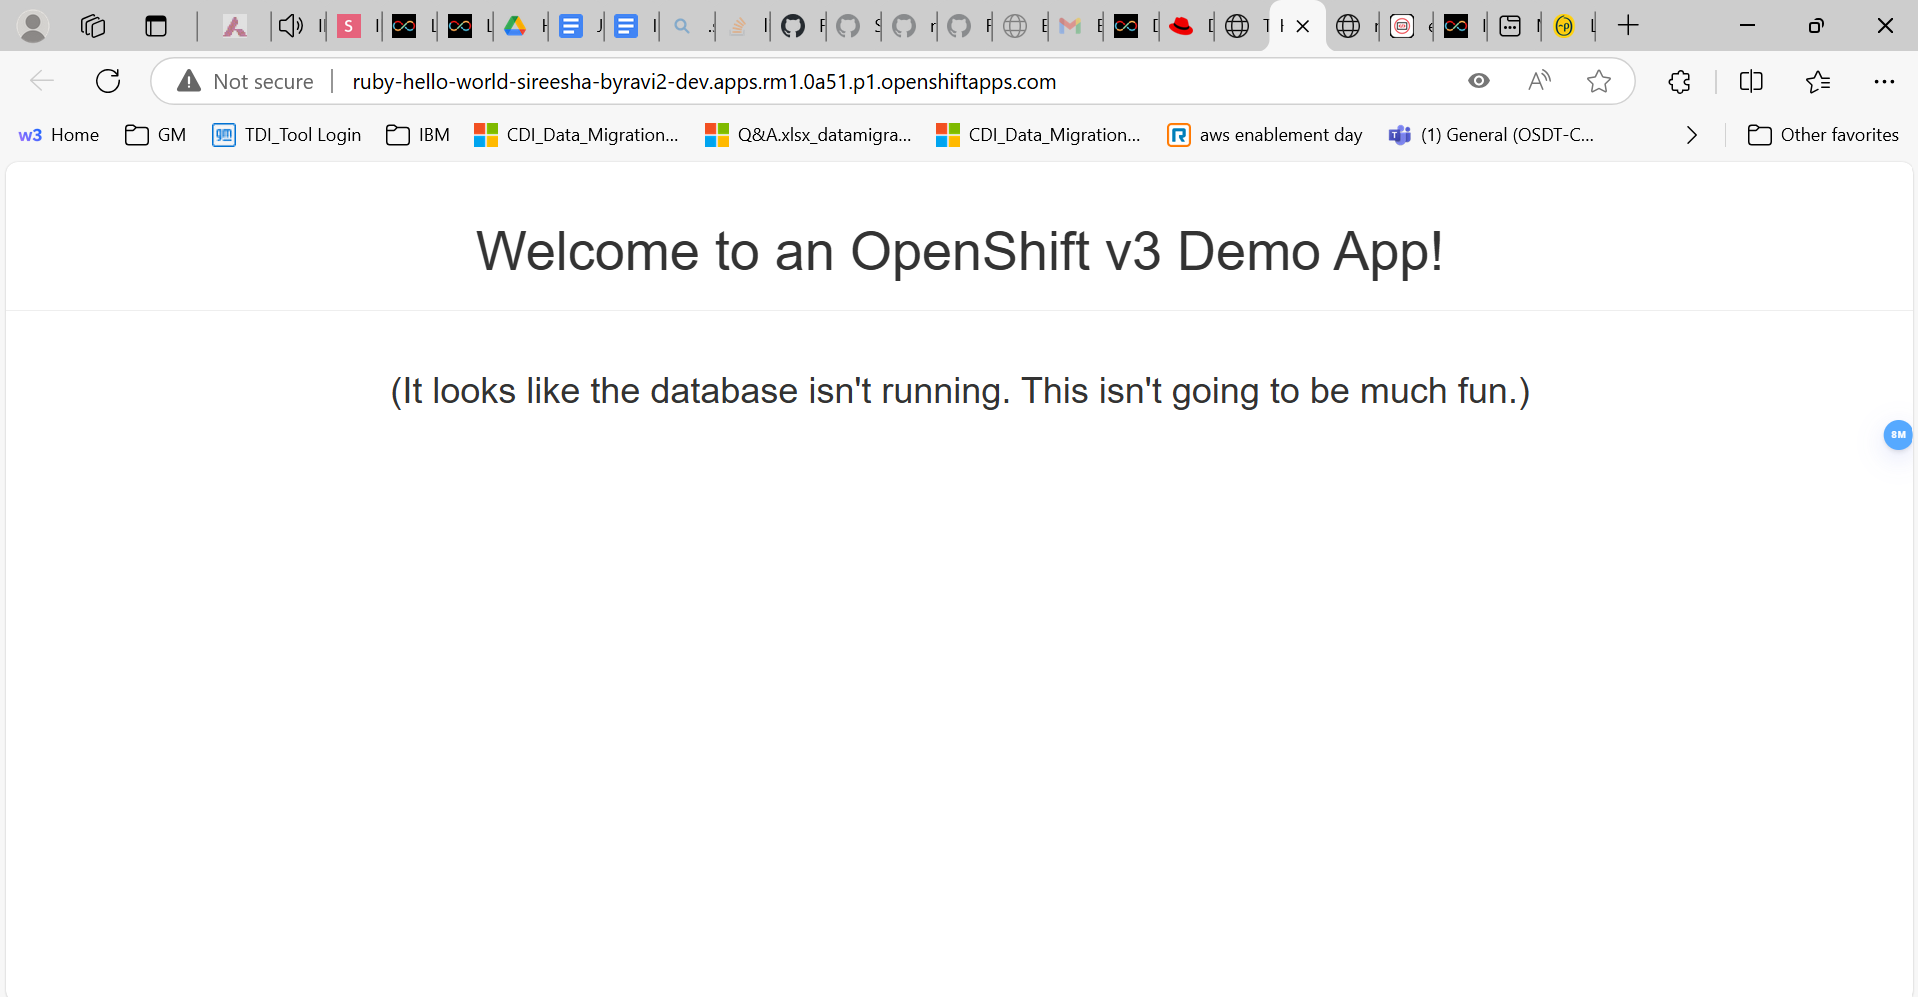 Not secure
ruby-hello-world-sireesha-byravi2-dev.apps.rm1.0a51.p1.openshiftapps.com
w3 Home GM gm TDI_Tool Login IBM CDI_Data_Migration... Q&A.xlsx_datamigra... CDI_Data_Migration... aws enablement day (1) General (OSDT-C... Other favorites
Welcome to an OpenShift v3 Demo App!
(It looks like the database isn't running. This isn't going to be much fun.)
8M